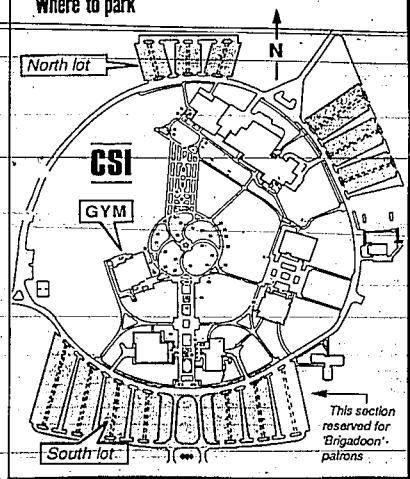 Where to park
N
North lot
CSI
GYM
This section
reserved for
'Brigadoon'-
patrons
South lot